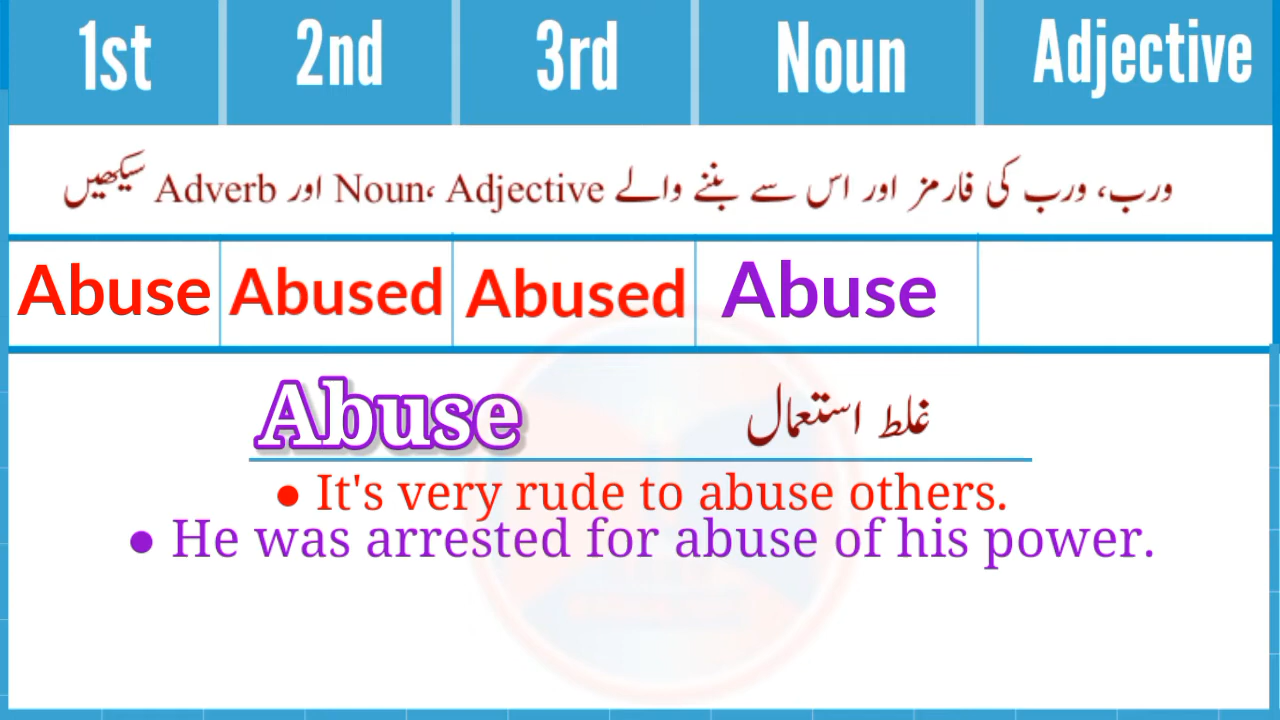 1st 2nd 3rd Noun Adjective
ورب، ورب کی فارمز اور اس سے بننے والے Noun، Adjective اور Adverb سیکھیں
Abuse Abused Abused Abuse
Abuse غلط استعمال
● It's very rude to abuse others.
● He was arrested for abuse of his power.